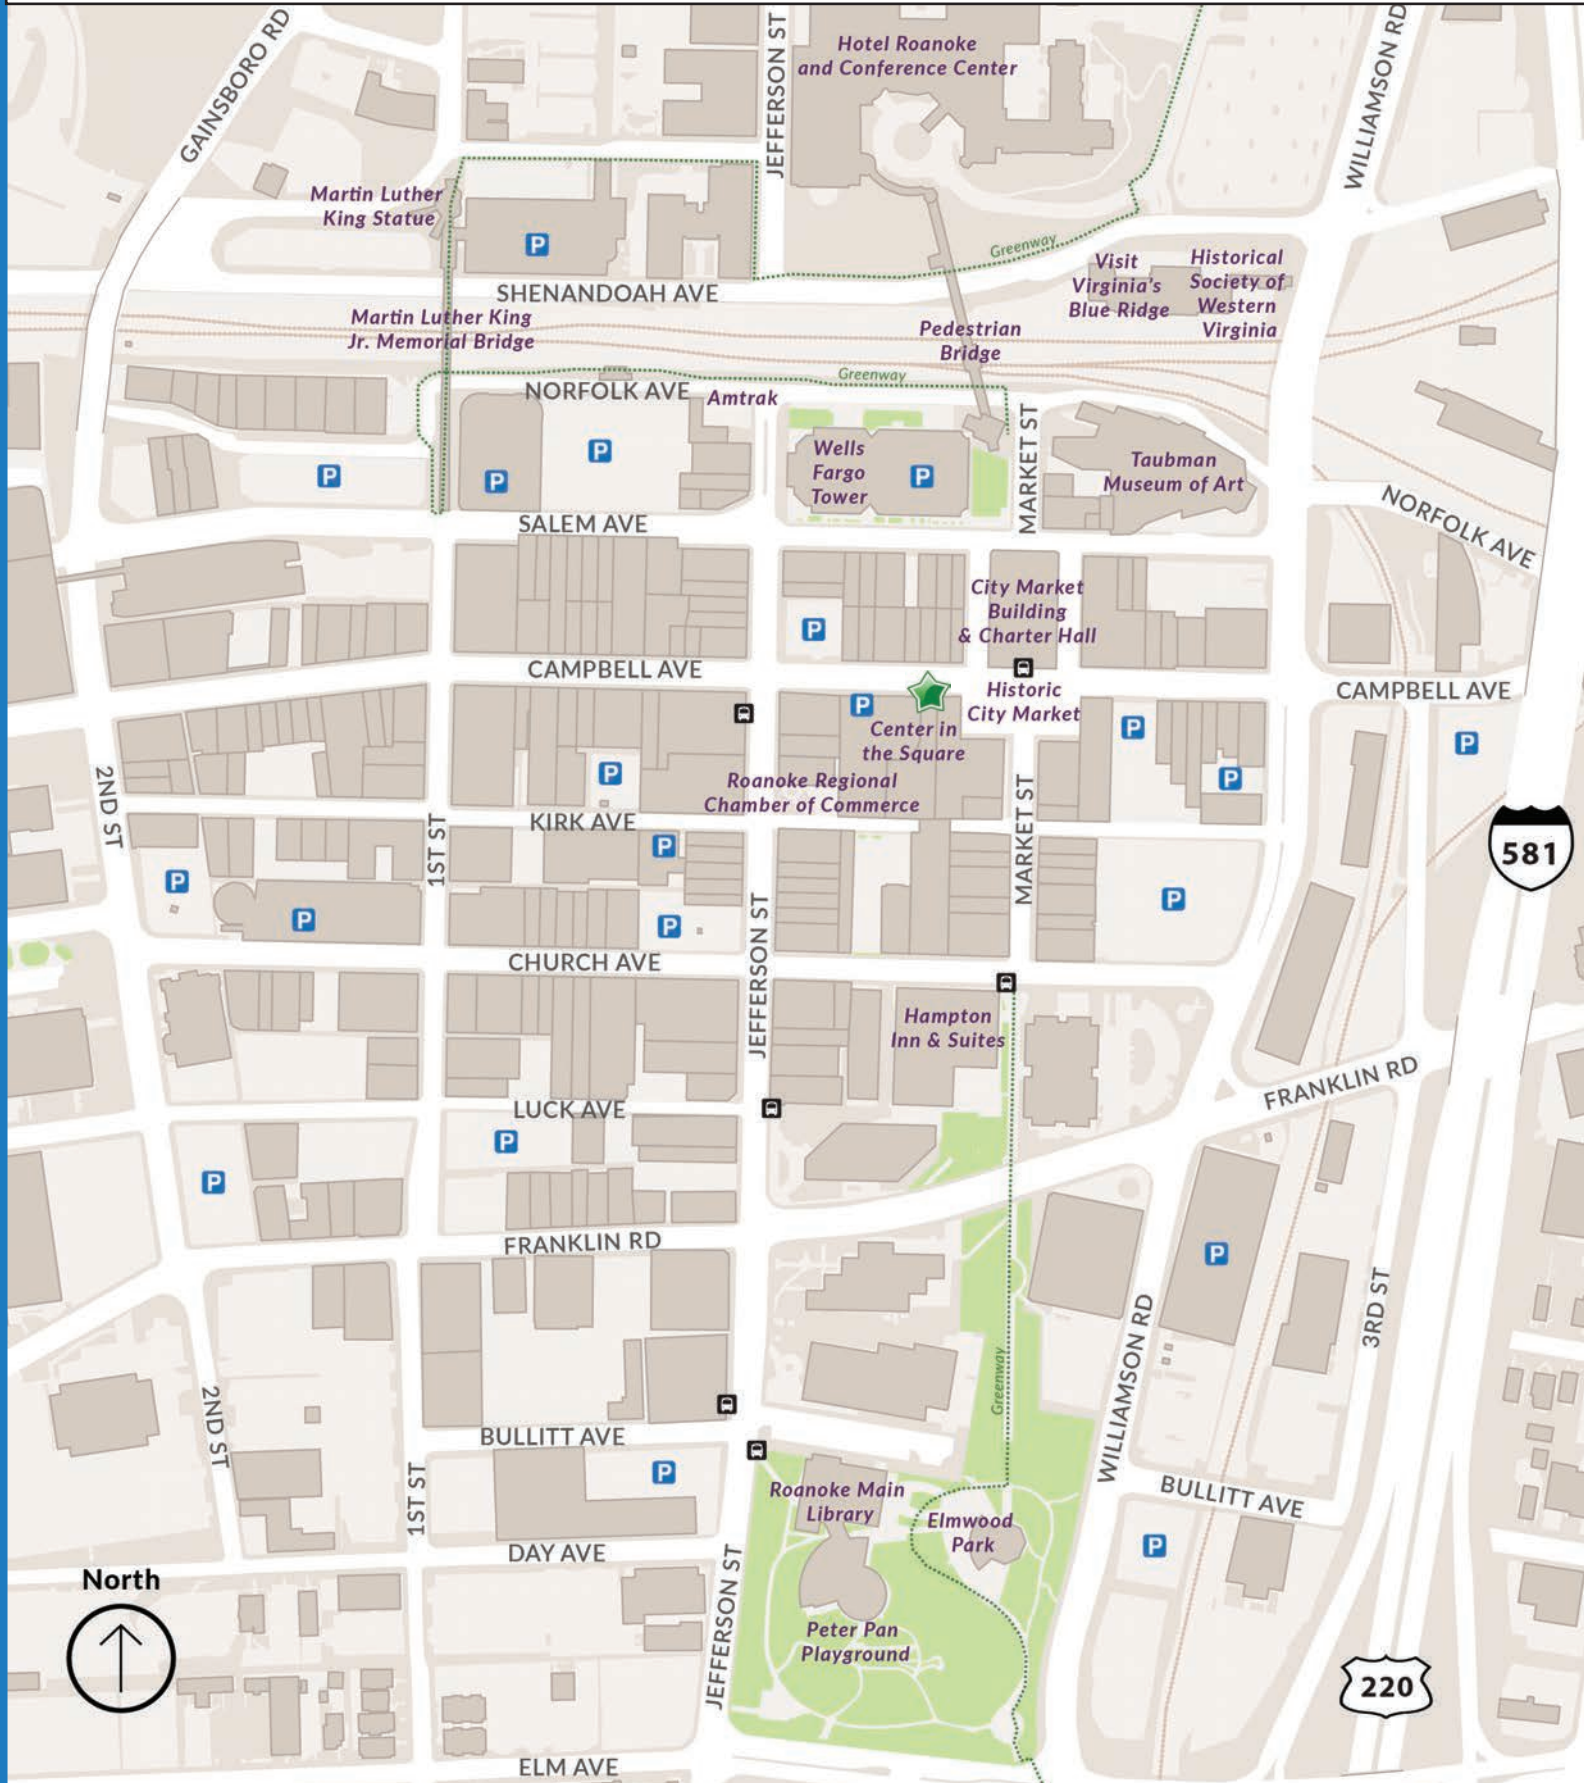 GAINSBORO RD
JEFFERSON ST
Hotel Roanoke
and Conference Center
WILLIAMSON RD
Martin Luther
King Statue
P
Greenway
Visit
Virginia's
Blue Ridge
Historical
Society of
Western
Virginia
SHENANDOAH AVE
Martin Luther King
Jr. Memorial Bridge
Pedestrian
Bridge
Greenway
NORFOLK AVE
Amtrak
MARKET ST
P
P
P
Wells
Fargo
Tower
P
Taubman
Museum of Art
NORFOLK AVE
SALEM AVE
City Market
Building
& Charter Hall
P
CAMPBELL AVE
Historic
City Market
CAMPBELL AVE
P
Center in
the Square
P
P
P
P
2ND ST
Roanoke Regional
Chamber of Commerce
MARKET ST
KIRK AVE
1ST ST
P
581
P
P
P
P
JEFFERSON ST
CHURCH AVE
Hampton
Inn & Suites
FRANKLIN RD
LUCK AVE
P
P
FRANKLIN RD
P
WILLIAMSON RD
3RD ST
Greenway
2ND ST
BULLITT AVE
1ST ST
P
Roanoke Main
Library
Elmwood
Park
BULLITT AVE
P
DAY AVE
North
JEFFERSON ST
Peter Pan
Playground
220
ELM AVE